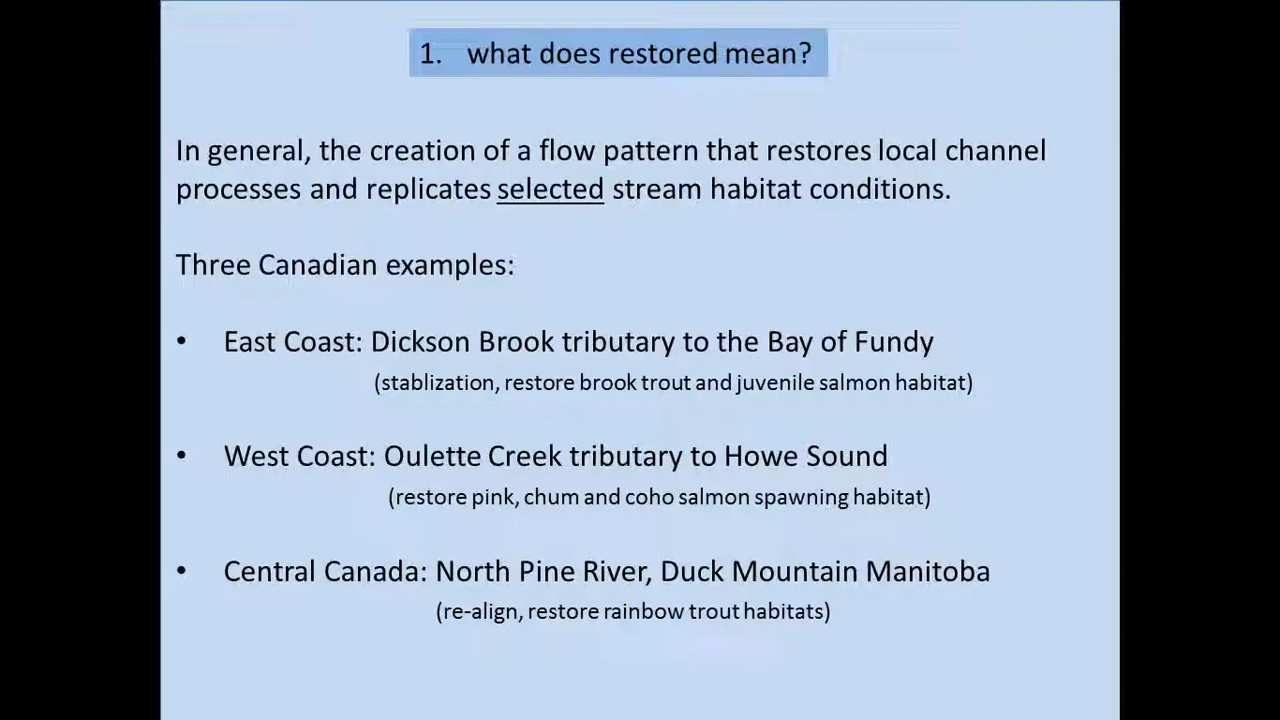 1. what does restored mean?
In general, the creation of a flow pattern that restores local channel
processes and replicates selected stream habitat conditions.
Three Canadian examples:
• East Coast: Dickson Brook tributary to the Bay of Fundy
(stablization, restore brook trout and juvenile salmon habitat)
• West Coast: Oulette Creek tributary to Howe Sound
(restore pink, chum and coho salmon spawning habitat)
• Central Canada: North Pine River, Duck Mountain Manitoba
(re-align, restore rainbow trout habitats)